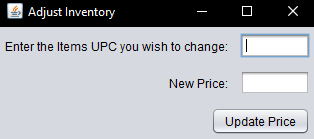 Adjust Inventory
Enter the Items UPC you wish to change:
New Price:
Update Price